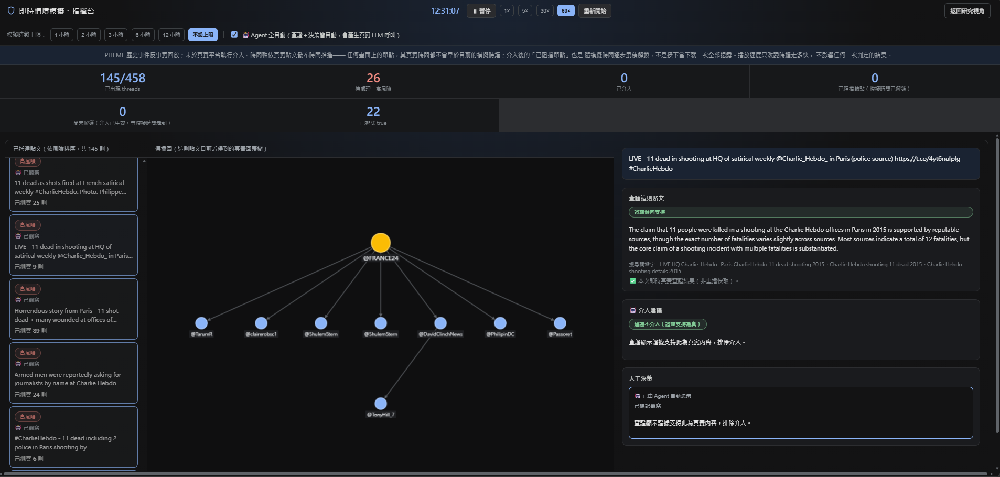 即時情境模擬・指揮台
12:31:07
⏸ 暫停
1×
5×
30×
60×
重新開始
返回研究視角
模擬時數上限：
1 小時
2 小時
3 小時
6 小時
12 小時
不設上限
Agent 全自動（查證＋決策皆自動，會產生真實 LLM 呼叫）
PHEME 歷史事件反事實回放；未於真實平台執行介入。時間軸依真實貼文發布時間推進—— 任何畫面上的節點，其真實時間都不會早於目前的模擬時鐘；介入後的「已阻擋節點」也是 隨模擬時間逐步累積解鎖，不是按下當下就一次全部揭露。播放速度只改變時鐘走多快， 不影響任何一次判定的結果。
145/458
已出現 threads
26
待處理・高風險
0
已介入
0
已阻擋節點（模擬時間已解鎖）
0
尚未解鎖（介入已生效，等模擬時間走到）
22
已排除 true
已抵達貼文（依風險排序，共 145 則）
高風險
已觀察
11 dead as shots fired at French satirical
weekly #CharlieHebdo. Photo: Philippe...
已觀察 25 則
高風險
已觀察
LIVE - 11 dead in shooting at HQ of
satirical weekly @Charlie_Hebdo_ in Paris...
已觀察 9 則
高風險
已觀察
Horrendous story from Paris - 11 shot
dead + many wounded at offices of...
已觀察 89 則
高風險
已觀察
Armed men were reportedly asking for
journalists by name at Charlie Hebdo....
已觀察 24 則
高風險
已觀察
#CharlieHebdo - 11 dead including 2
police in Paris shooting by...
已觀察 6 則
傳播圖（這則貼文目前看得到的真實回覆樹）
@FRANCE24
@TarumR
@clairerobsc1
@ShulemStern
@ShulemStern
@DavidClinchNews
@PhilipinDC
@Passoret
@TonyHill_7
LIVE - 11 dead in shooting at HQ of satirical weekly @Charlie_Hebdo_ in Paris (police source) https://t.co/4yt6nafpIg
#CharlieHebdo
查證這則貼文
證據傾向支持
The claim that 11 people were killed in a shooting at the Charlie Hebdo offices in Paris in 2015 is supported by reputable
sources, though the exact number of fatalities varies slightly across sources. Most sources indicate a total of 12 fatalities, but
the core claim of a shooting incident with multiple fatalities is substantiated.
搜尋關鍵字：LIVE HQ Charlie_Hebdo_ Paris CharlieHebdo 11 dead shooting 2015、Charlie Hebdo shooting 11 dead 2015、Charlie Hebdo
shooting details 2015
✅ 本次即時真實查證結果（非重播快取）。
介入建議
建議不介入（證據支持為真）
查證顯示證據支持此為真實內容，排除介入。
人工決策
已由 Agent 自動決策
已標記觀察
查證顯示證據支持此為真實內容，排除介入。